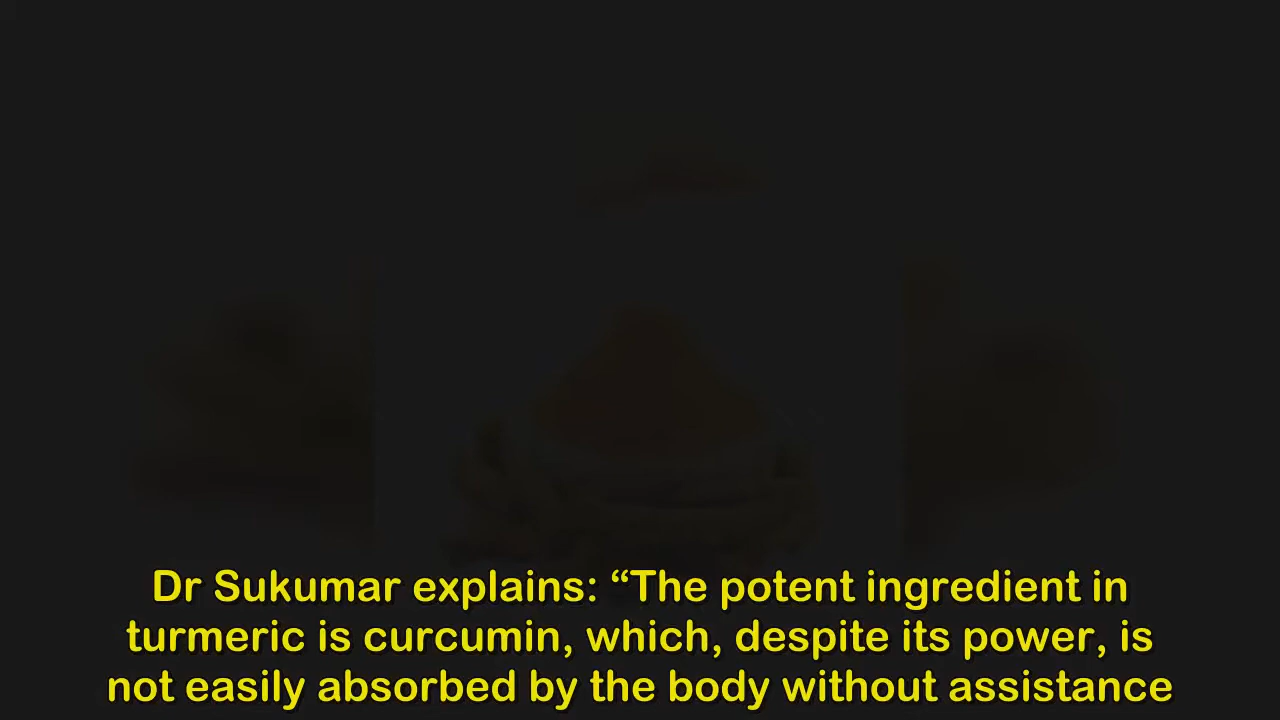 Dr Sukumar explains: “The potent ingredient in
turmeric is curcumin, which, despite its power, is
not easily absorbed by the body without assistance